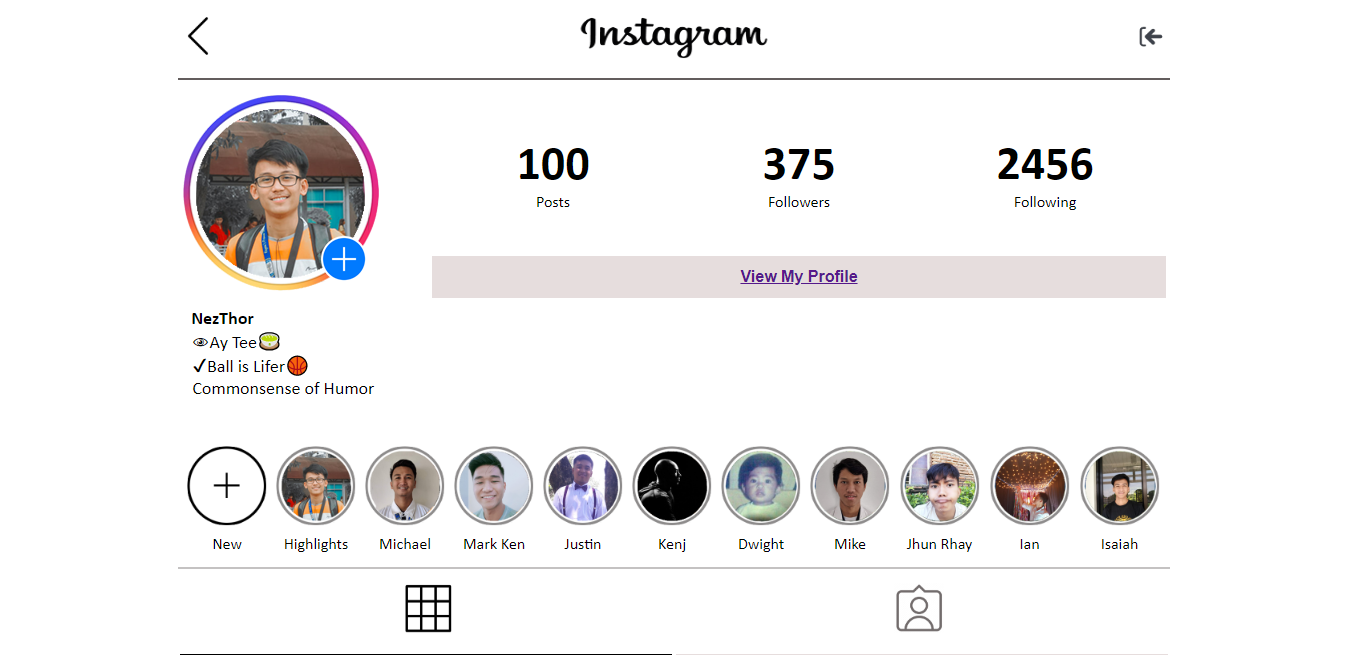 Instagram
100 375 2456
Posts Followers Following
View My Profile
NezThor
👁Ay Tee🍵
✔Ball is Lifer🏀
Commonsense of Humor
New Highlights Michael Mark Ken Justin Kenj Dwight Mike Jhun Rhay Ian Isaiah